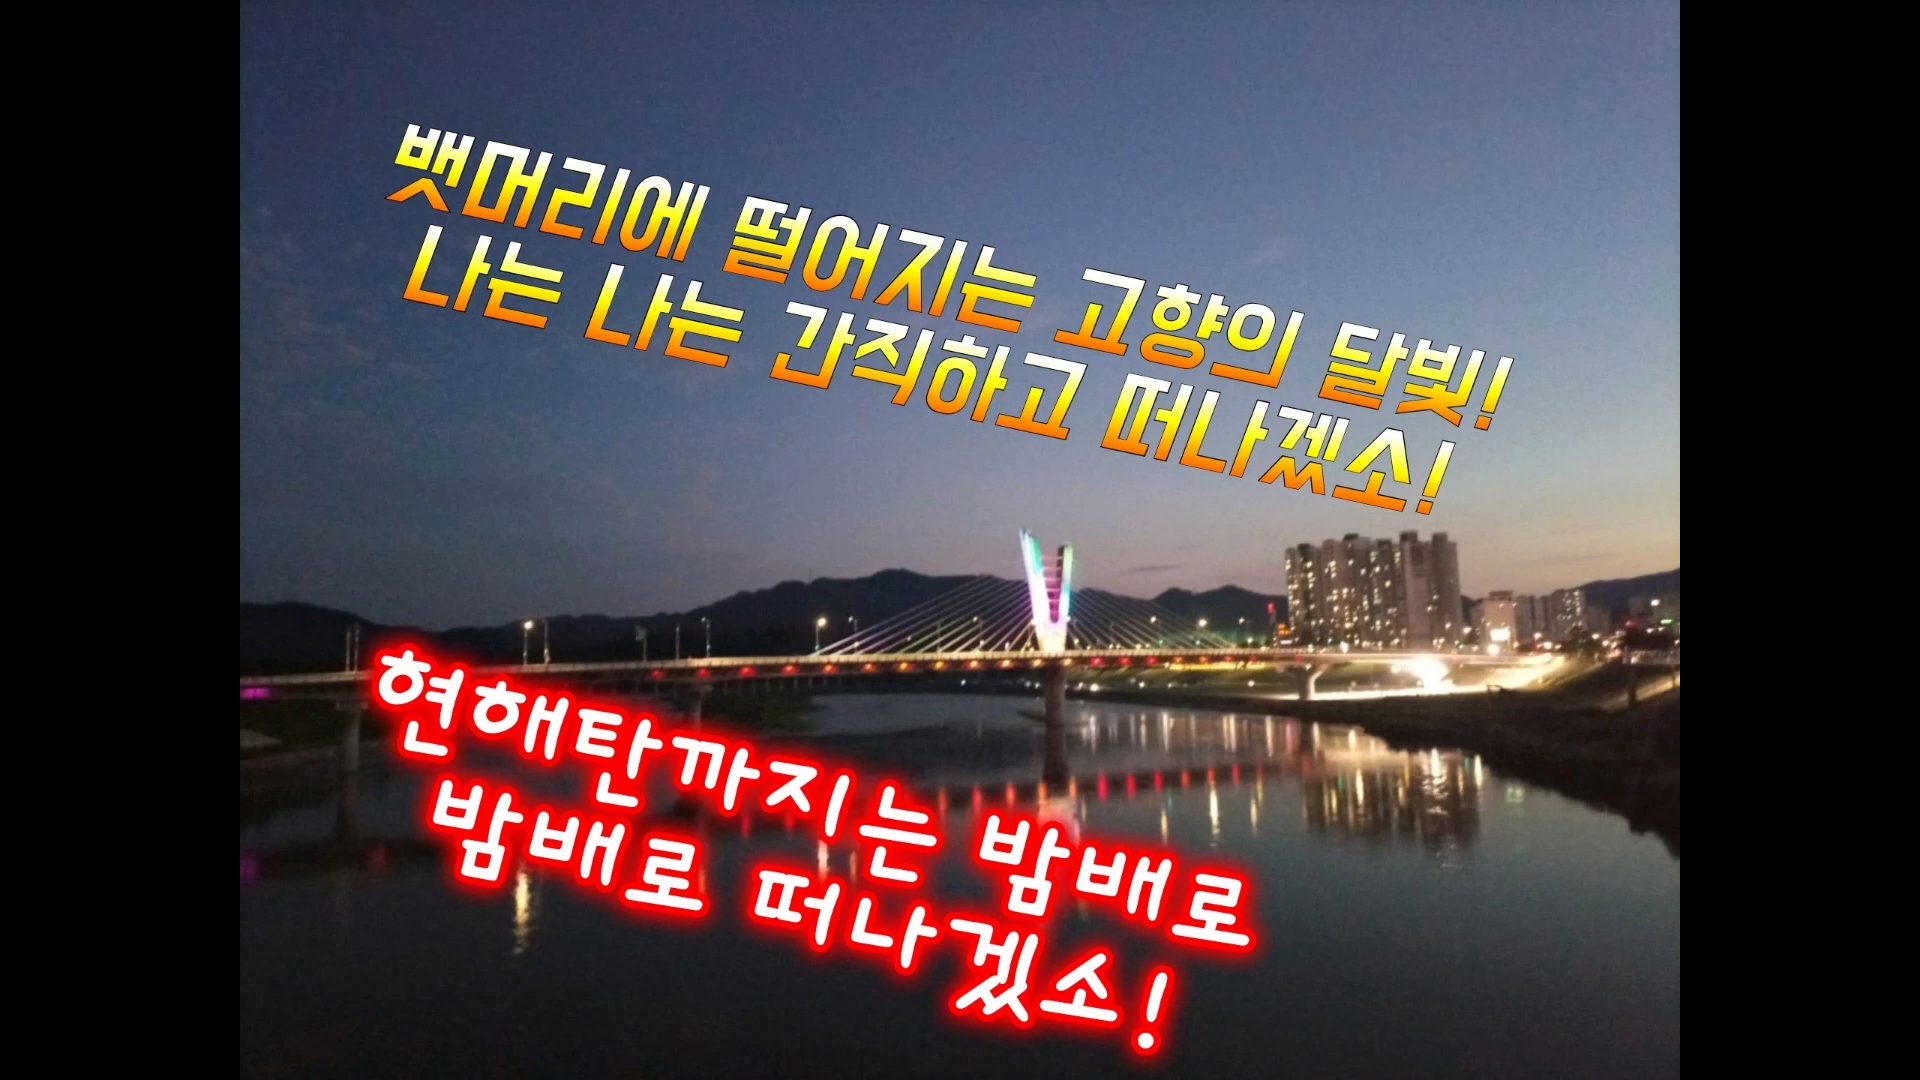 뱃머리에 떨어지는 고향의 달빛!
나는 나는 간직하고 떠나겠소!
현해탄까지는 밤배로
밤배로 떠나겠소!